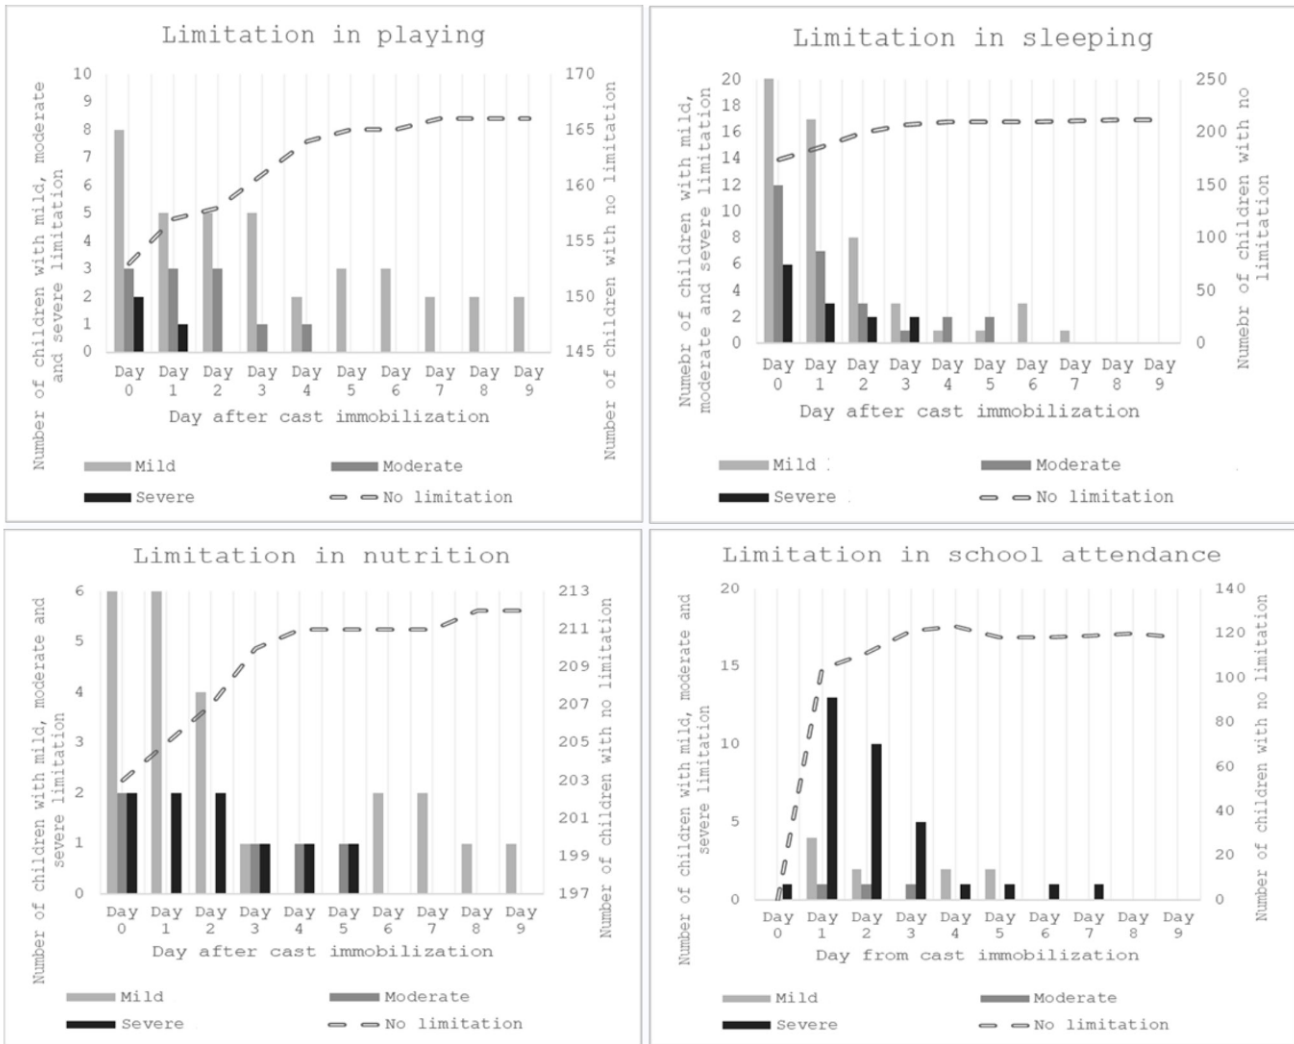 Limitation in playing
Number of children with mild, moderate
and severe limitation
10
9
8
7
6
5
4
3
2
1
0
170
165
160
155
150
145
Number of children with no limitation
Day Day Day Day Day Day Day Day Day Day
0 1 2 3 4 5 6 7 8 9
Day after cast immobilization
Mild Moderate
Severe No limitation
Limitation in sleeping
Numebr of children with mild,
moderate and severe limitation
20
18
16
14
12
10
8
6
4
2
0
250
200
150
100
50
0
Numebr of children with no
limitation
Day Day Day Day Day Day Day Day Day Day
0 1 2 3 4 5 6 7 8 9
Day after cast immobilization
Mild Moderate
Severe No limitation
Limitation in nutrition
Number of children with mild, moderate and
severe limitation
6
5
4
3
2
1
0
213
211
209
207
205
203
201
199
197
Number of children with no limitation
Day Day Day Day Day Day Day Day Day Day
0 1 2 3 4 5 6 7 8 9
Day after cast immobilization
Mild Moderate
Severe No limitation
Limitation in school attendance
Number of children with mild, moderate and
severe limitation
20
15
10
5
0
140
120
100
80
60
40
20
0
Number of children with no limitation
Day Day Day Day Day Day Day Day Day Day
0 1 2 3 4 5 6 7 8 9
Day from cast immobilization
Mild Moderate
Severe No limitation